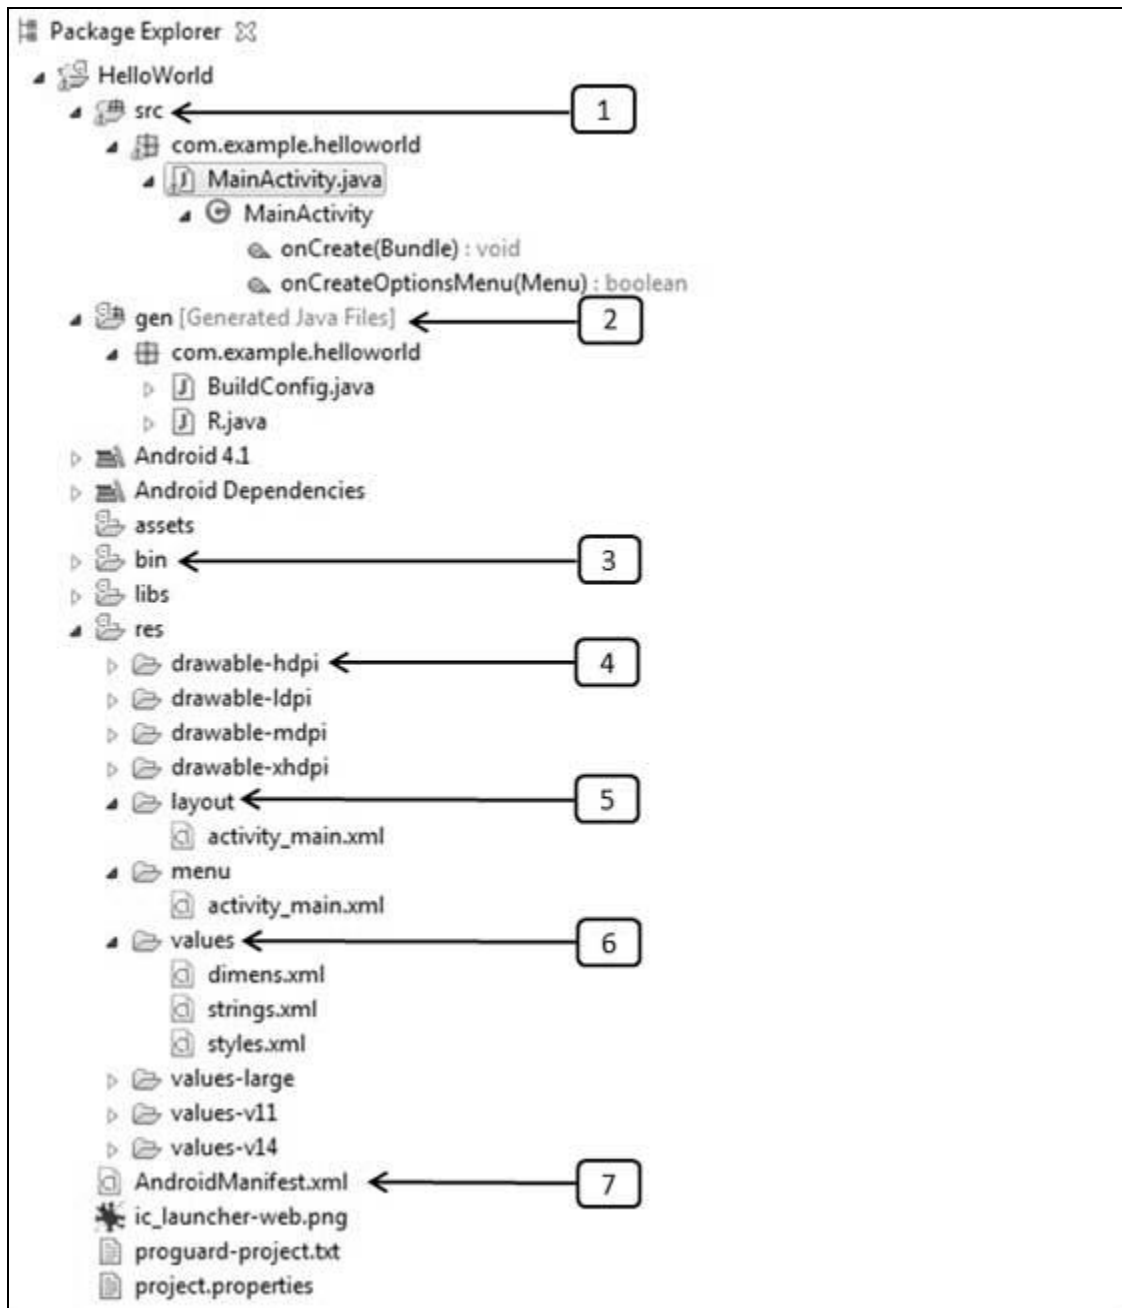 Package Explorer
HelloWorld
src 1
com.example.helloworld
MainActivity.java
MainActivity
onCreate(Bundle) : void
onCreateOptionsMenu(Menu) : boolean
gen [Generated Java Files] 2
com.example.helloworld
BuildConfig.java
R.java
Android 4.1
Android Dependencies
assets
bin 3
libs
res
drawable-hdpi 4
drawable-ldpi
drawable-mdpi
drawable-xhdpi
layout 5
activity_main.xml
menu
activity_main.xml
values 6
dimens.xml
strings.xml
styles.xml
values-large
values-v11
values-v14
AndroidManifest.xml 7
ic_launcher-web.png
proguard-project.txt
project.properties